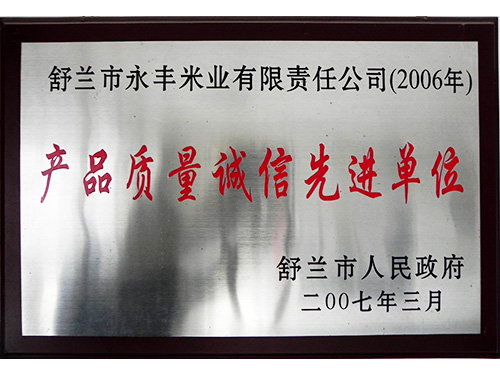 舒兰市永丰米业有限责任公司(2006年)
产品质量诚信先进单位
舒兰市人民政府
二00七年三月